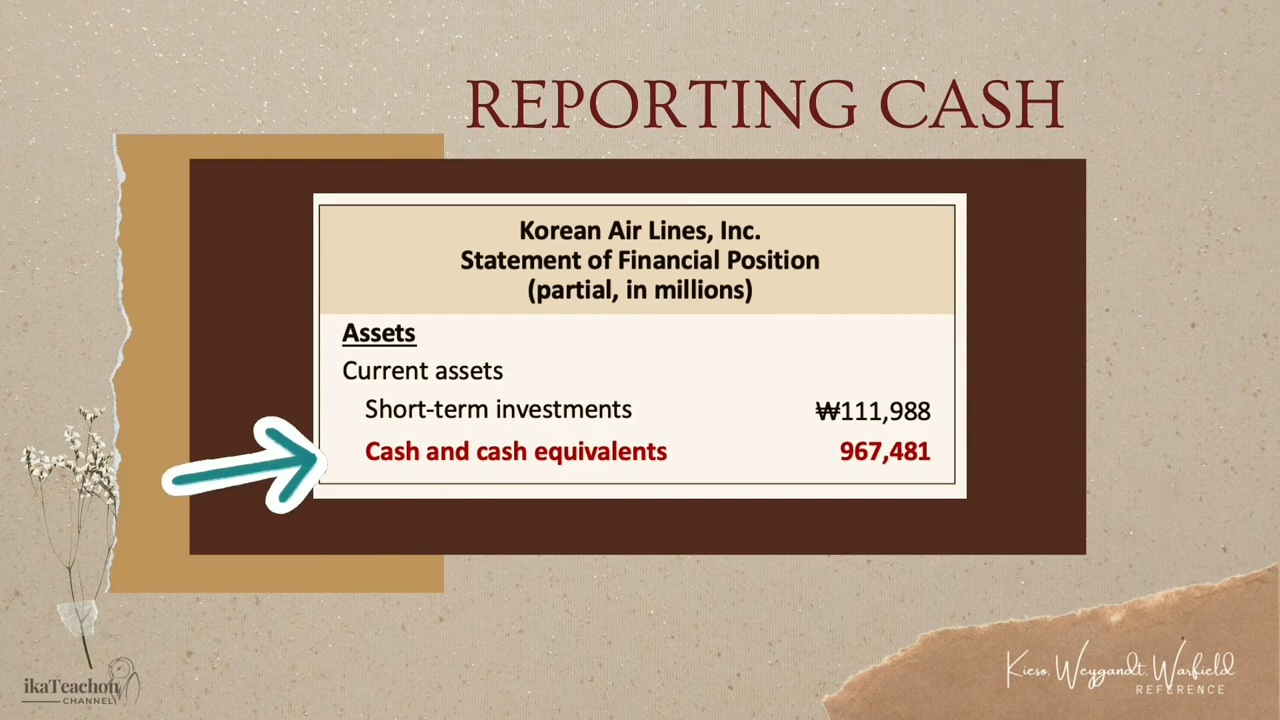 REPORTING CASH
Korean Air Lines, Inc.
Statement of Financial Position
(partial, in millions)
Assets
Current assets
Short-term investments ₩111,988
Cash and cash equivalents 967,481
ikaTeachon
CHANNEL
Kieso, Weygandt, Warfield
REFERENCE